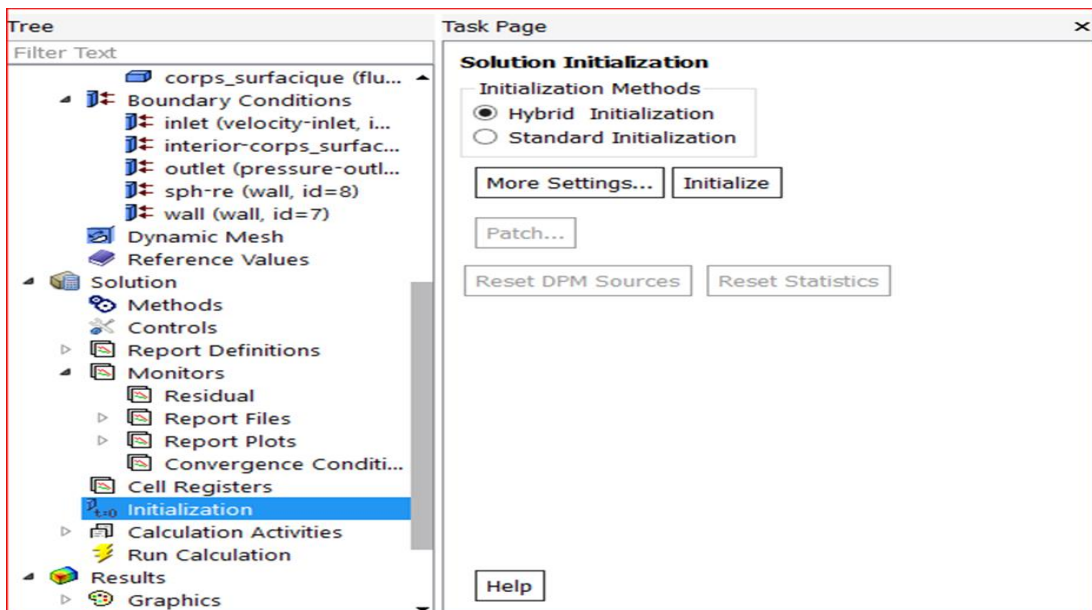 Tree
Filter Text
corps_surfacique (flu...
Boundary Conditions
inlet (velocity-inlet, i...
interior-corps_surfac...
outlet (pressure-outl...
sph-re (wall, id=8)
wall (wall, id=7)
Dynamic Mesh
Reference Values
Solution
Methods
Controls
Report Definitions
Monitors
Residual
Report Files
Report Plots
Convergence Conditi...
Cell Registers
t=0 Initialization
Calculation Activities
Run Calculation
Results
Graphics
Task Page
Solution Initialization
Initialization Methods
Hybrid Initialization
Standard Initialization
More Settings... Initialize
Patch...
Reset DPM Sources Reset Statistics
Help